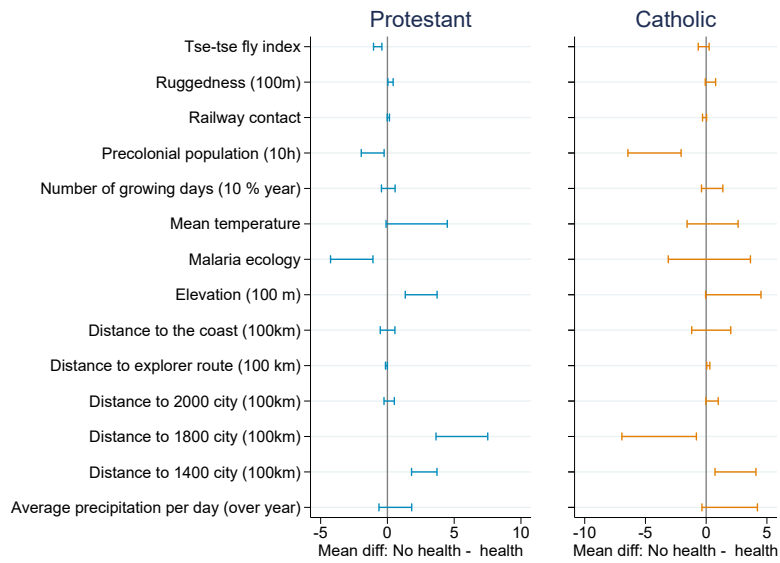 Protestant
Catholic
Tse-tse fly index
Ruggedness (100m)
Railway contact
Precolonial population (10h)
Number of growing days (10 % year)
Mean temperature
Malaria ecology
Elevation (100 m)
Distance to the coast (100km)
Distance to explorer route (100 km)
Distance to 2000 city (100km)
Distance to 1800 city (100km)
Distance to 1400 city (100km)
Average precipitation per day (over year)
-5 0 5 10
Mean diff: No health - health
-10 -5 0 5
Mean diff: No health - health